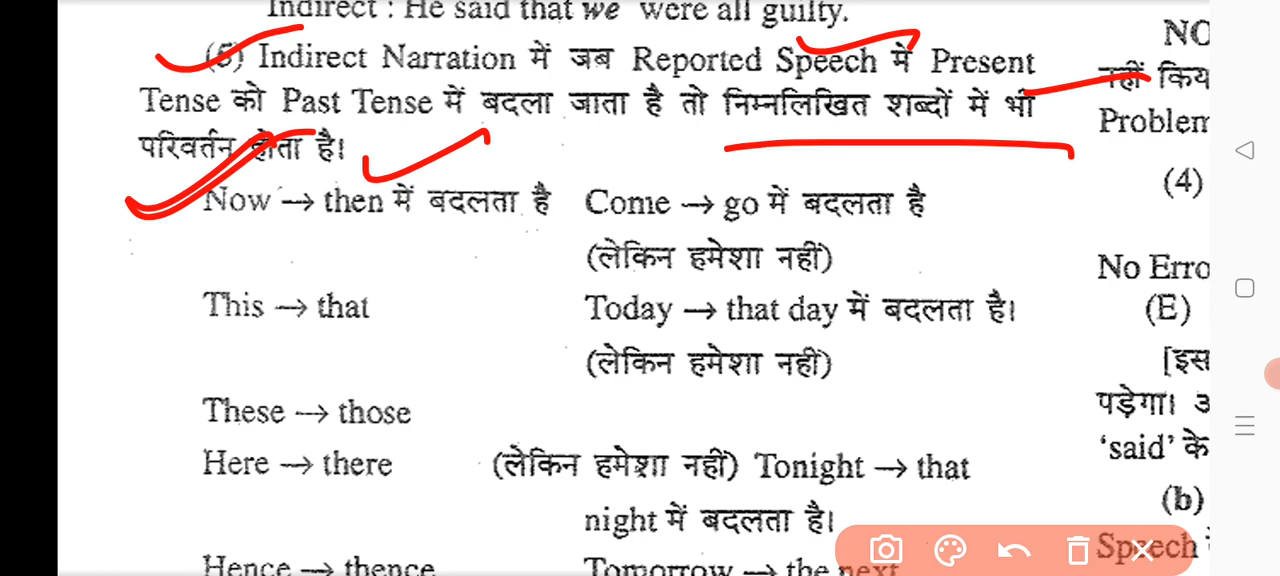 Indirect : He said that we were all guilty.
(5) Indirect Narration में जब Reported Speech में Present
Tense को Past Tense में बदला जाता है तो निम्नलिखित शब्दों में भी
परिवर्तन होता है।
Now → then में बदलता है Come → go में बदलता है
(लेकिन हमेशा नहीं)
This → that Today → that day में बदलता है।
(लेकिन हमेशा नहीं)
These → those
Here → there (लेकिन हमेशा नहीं) Tonight → that
night में बदलता है।
Hence → thence Tomorrow → the next
NO
नहीं किय
Problem
(4)
No Erro
(E)
[इस
पड़ेगा। अ
'said' के
(b)
Speech